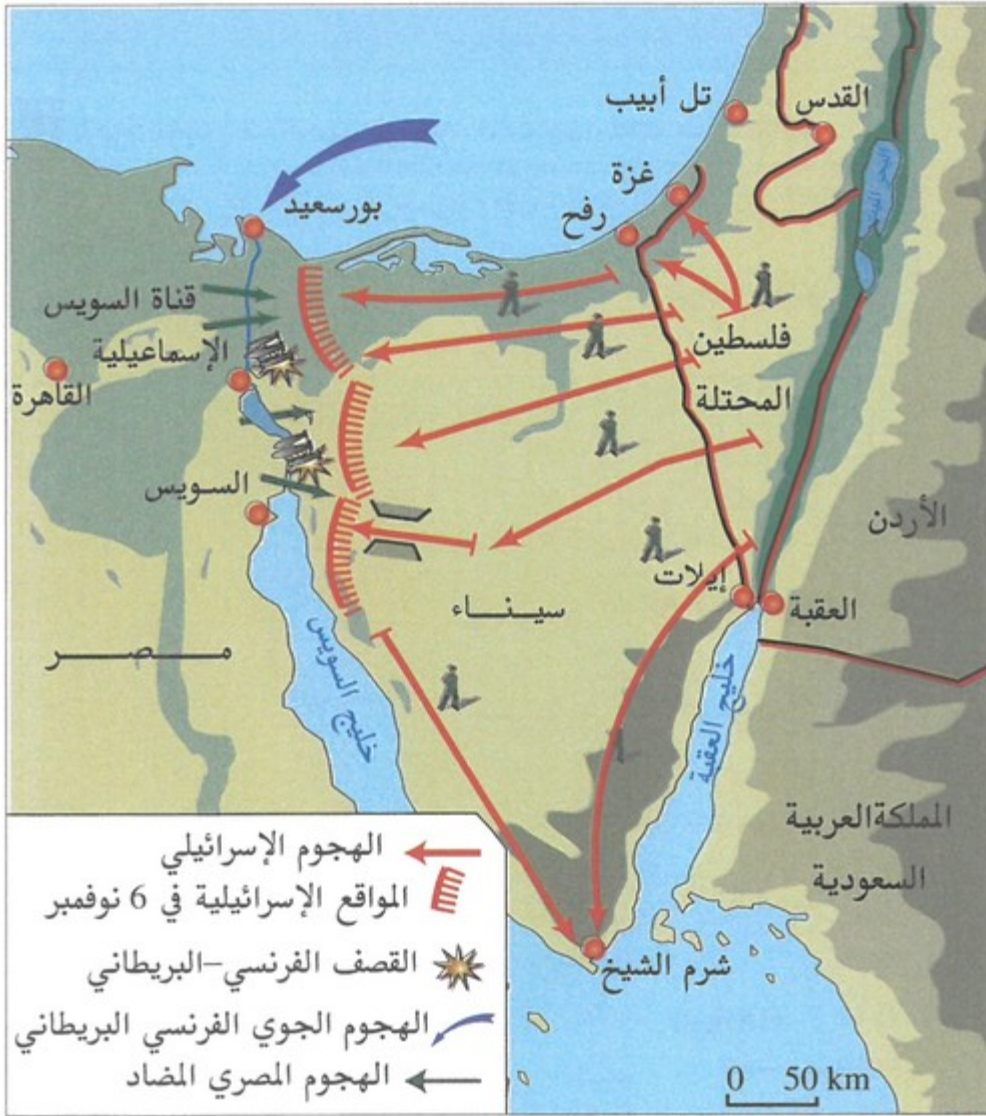 تل أبيب
القدس
غزة
رفح
البحر الميت
بورسعيد
قناة السويس
الإسماعيلية
القاهرة
السويس
فلسطين
المحتلة
الأردن
إيلات
العقبة
سيناء
مصر
خليج السويس
خليج العقبة
المملكة العربية
السعودية
شرم الشيخ
الهجوم الإسرائيلي
المواقع الإسرائيلية في 6 نوفمبر
القصف الفرنسي-البريطاني
الهجوم الجوي الفرنسي البريطاني
الهجوم المصري المضاد
0 50 km